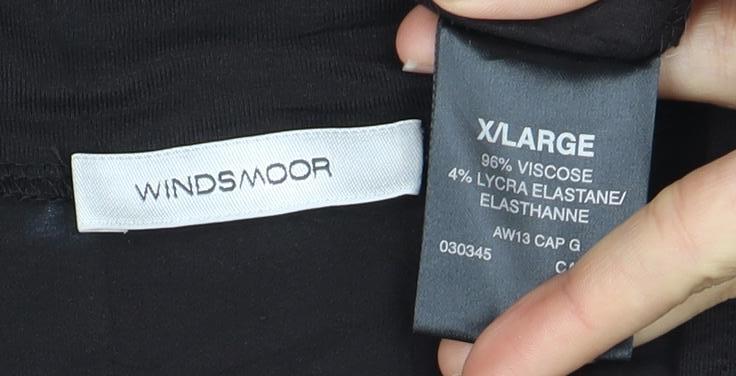 WINDSMOOR
X/LARGE
96% VISCOSE
4% LYCRA ELASTANE/
ELASTHANNE
AW13 CAP G
030345